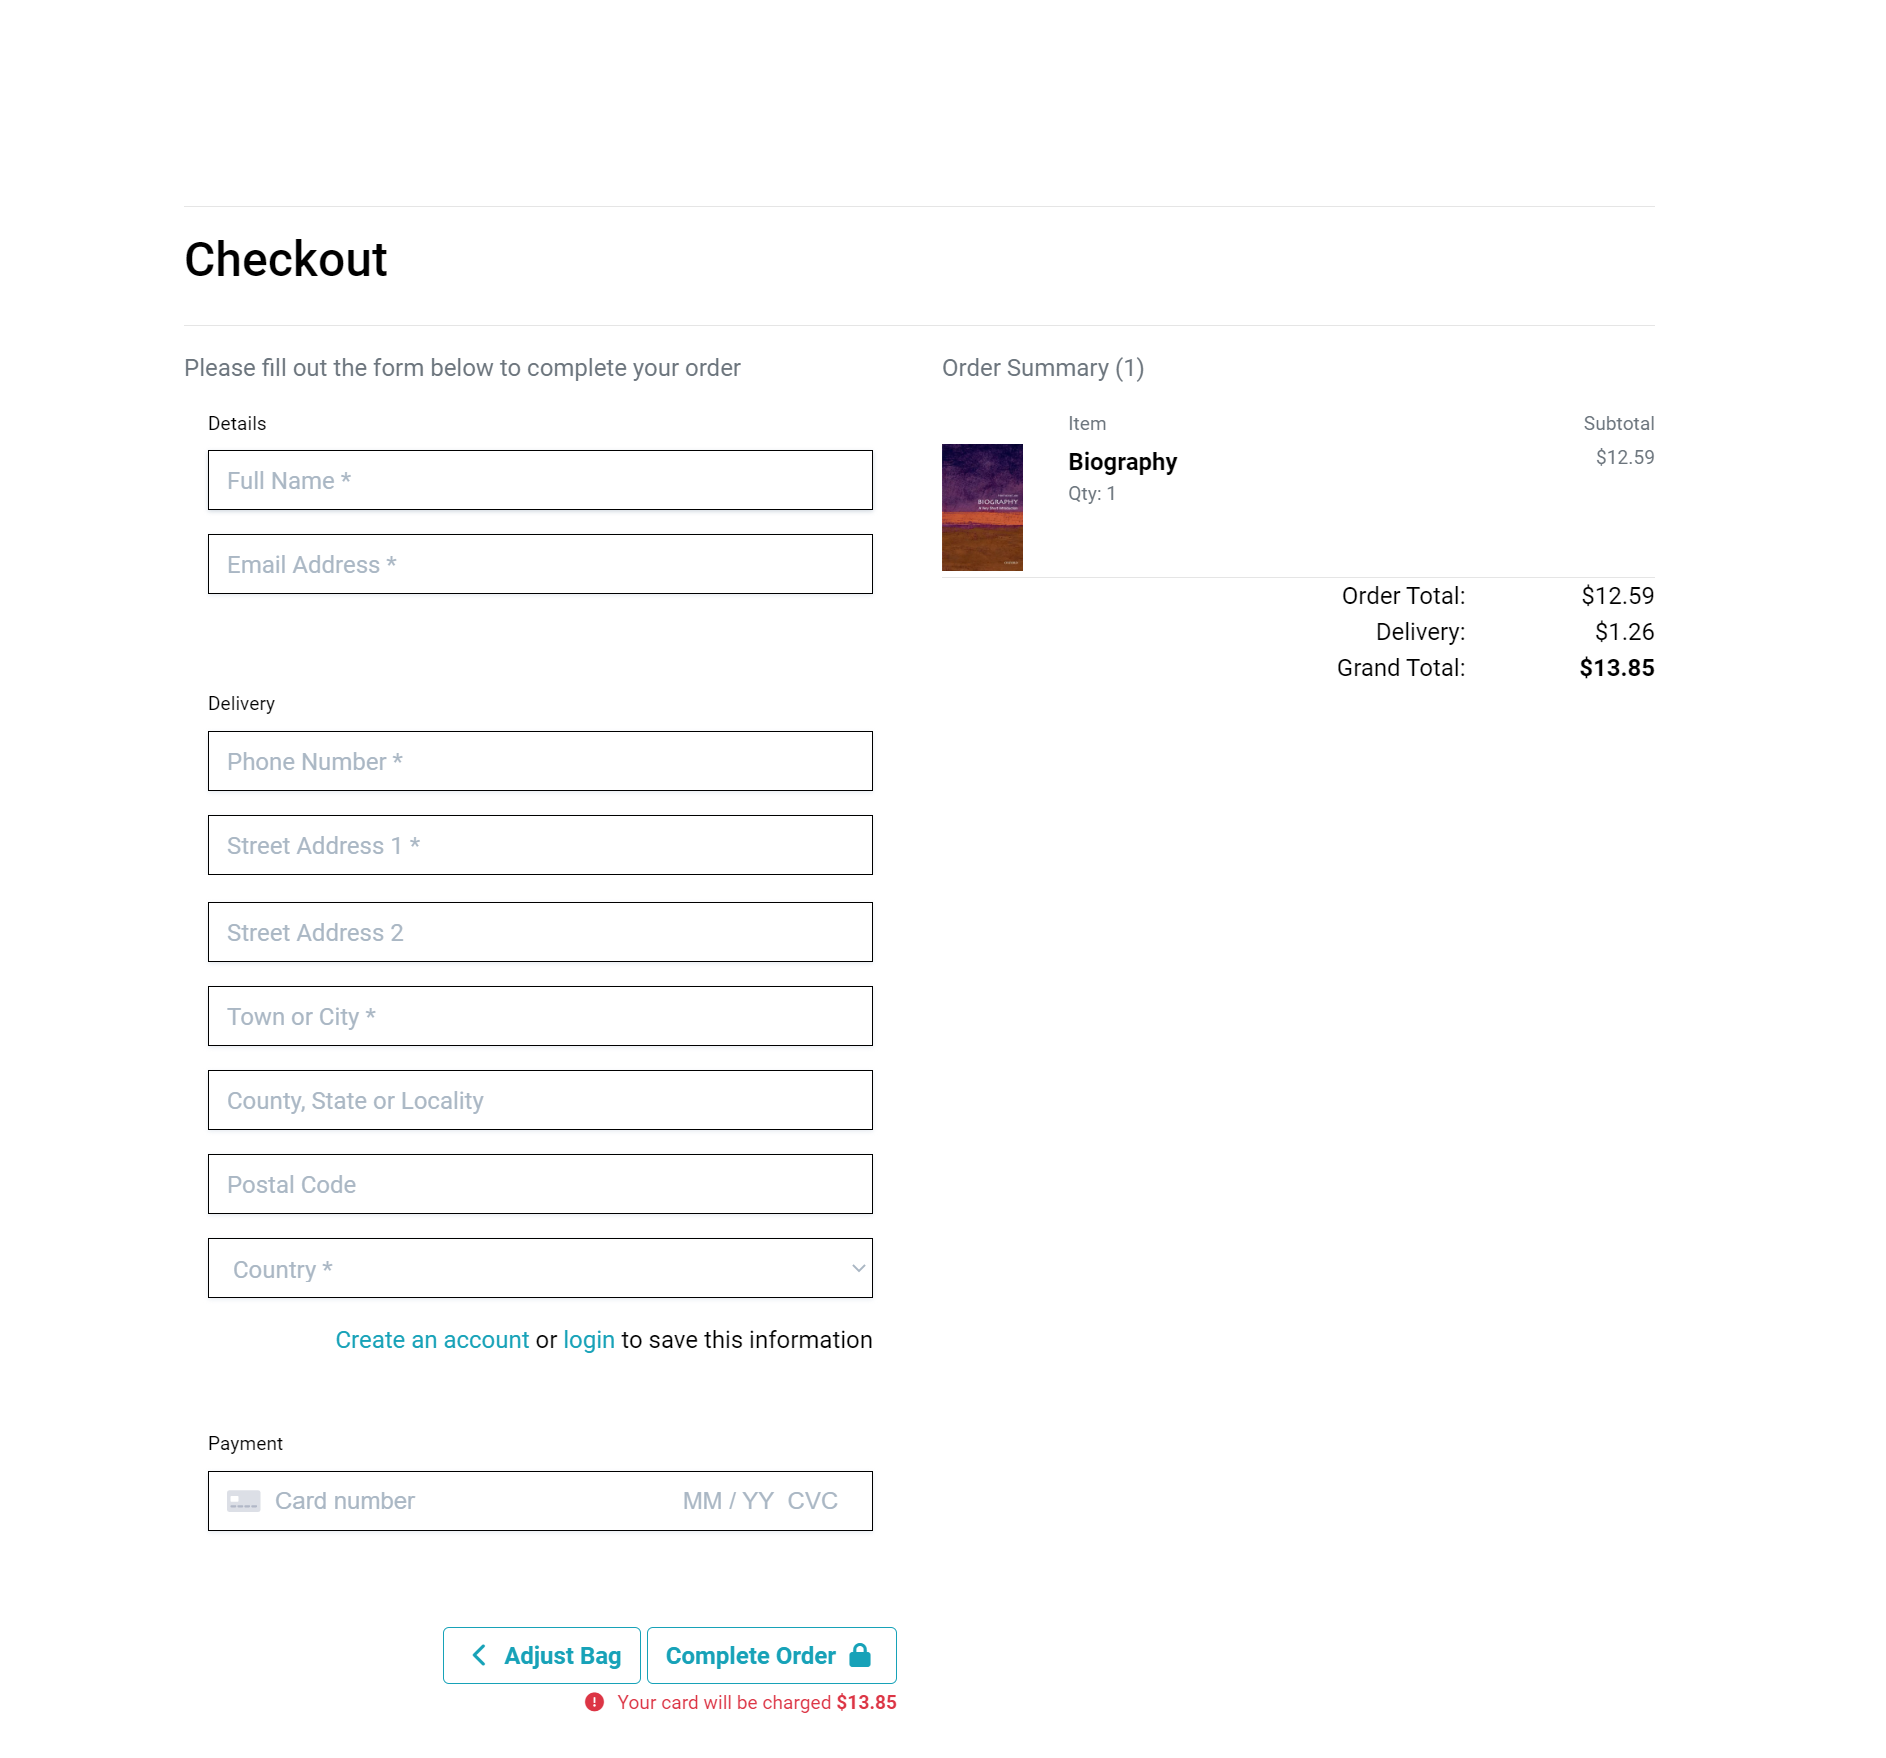 Checkout
Please fill out the form below to complete your order
Details
Full Name *
Email Address *
Delivery
Phone Number *
Street Address 1 *
Street Address 2
Town or City *
County, State or Locality
Postal Code
Country *
Create an account or login to save this information
Payment
Card number MM / YY CVC
Adjust Bag
Complete Order
Your card will be charged $13.85
Order Summary (1)
Item Subtotal
Biography $12.59
Qty: 1
BIOGRAPHY
Order Total: $12.59
Delivery: $1.26
Grand Total: $13.85